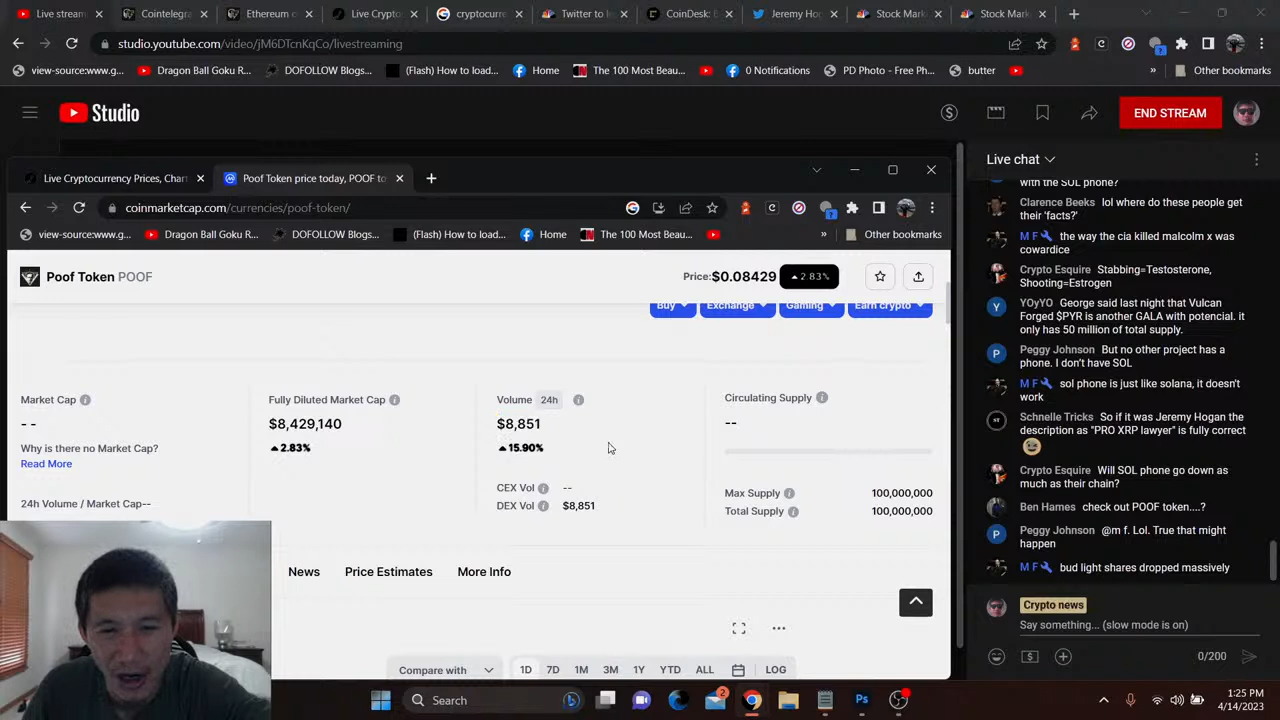 Live stream
Cointelegr
Ethereum c
Live Crypto
cryptocurre
Twitter to l
CoinDesk: B
Jeremy Hog
Stock Mark
Stock Mark
studio.youtube.com/video/jM6DTcnKqCo/livestreaming
view-source:www.g...
Dragon Ball Goku R...
DOFOLLOW Blogs...
(Flash) How to load...
Home
The 100 Most Beau...
0 Notifications
PD Photo - Free Ph...
butter
»
Other bookmarks
Studio
END STREAM
Live Cryptocurrency Prices, Chart
Poof Token price today, POOF to
coinmarketcap.com/currencies/poof-token/
view-source:www.g...
Dragon Ball Goku R...
DOFOLLOW Blogs...
(Flash) How to load...
Home
The 100 Most Beau...
»
Other bookmarks
Poof Token POOF
Price: $0.08429
2.83%
Buy
Exchange
Gaming
Earn crypto
Market Cap
- -
Why is there no Market Cap?
Read More
24h Volume / Market Cap--
Fully Diluted Market Cap
$8,429,140
2.83%
Volume 24h
$8,851
15.90%
CEX Vol --
DEX Vol $8,851
Circulating Supply
--
Max Supply 100,000,000
Total Supply 100,000,000
News
Price Estimates
More Info
Compare with
1D
7D
1M
3M
1Y
YTD
ALL
LOG
Live chat
with the SOL phone?
Clarence Beeks lol where do these people get
their 'facts?'
M F the way the cia killed malcolm x was
cowardice
Crypto Esquire Stabbing=Testosterone,
Shooting=Estrogen
Y
YOyYO George said last night that Vulcan
Forged $PYR is another GALA with potencial. it
only has 50 million of total supply.
P
Peggy Johnson But no other project has a
phone. I don't have SOL
M F sol phone is just like solana, it doesn't
work
Schnelle Tricks So if it was Jeremy Hogan the
description as "PRO XRP lawyer" is fully correct
Crypto Esquire Will SOL phone go down as
much as their chain?
Ben Hames check out POOF token....?
P
Peggy Johnson @m f. Lol. True that might
happen
M F bud light shares dropped massively
Crypto news
Say something... (slow mode is on)
0/200
Search
2
1:25 PM
4/14/2023